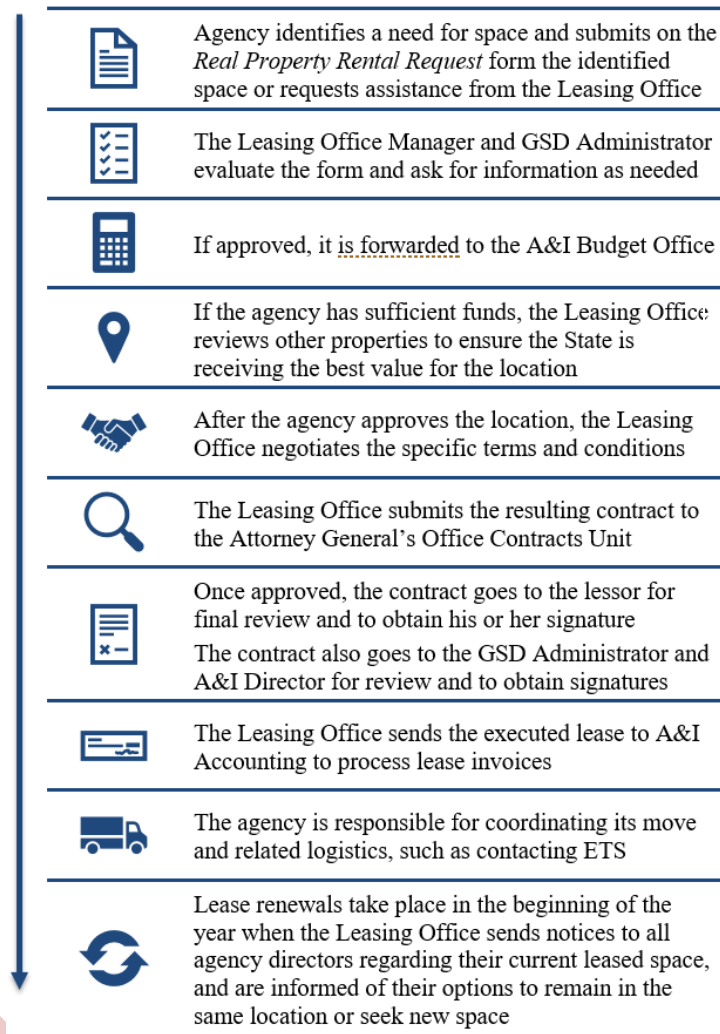 Agency identifies a need for space and submits on the
Real Property Rental Request form the identified
space or requests assistance from the Leasing Office
The Leasing Office Manager and GSD Administrator
evaluate the form and ask for information as needed
If approved, it is forwarded to the A&I Budget Office
If the agency has sufficient funds, the Leasing Office
reviews other properties to ensure the State is
receiving the best value for the location
After the agency approves the location, the Leasing
Office negotiates the specific terms and conditions
The Leasing Office submits the resulting contract to
the Attorney General’s Office Contracts Unit
Once approved, the contract goes to the lessor for
final review and to obtain his or her signature
The contract also goes to the GSD Administrator and
A&I Director for review and to obtain signatures
The Leasing Office sends the executed lease to A&I
Accounting to process lease invoices
The agency is responsible for coordinating its move
and related logistics, such as contacting ETS
Lease renewals take place in the beginning of the
year when the Leasing Office sends notices to all
agency directors regarding their current leased space,
and are informed of their options to remain in the
same location or seek new space